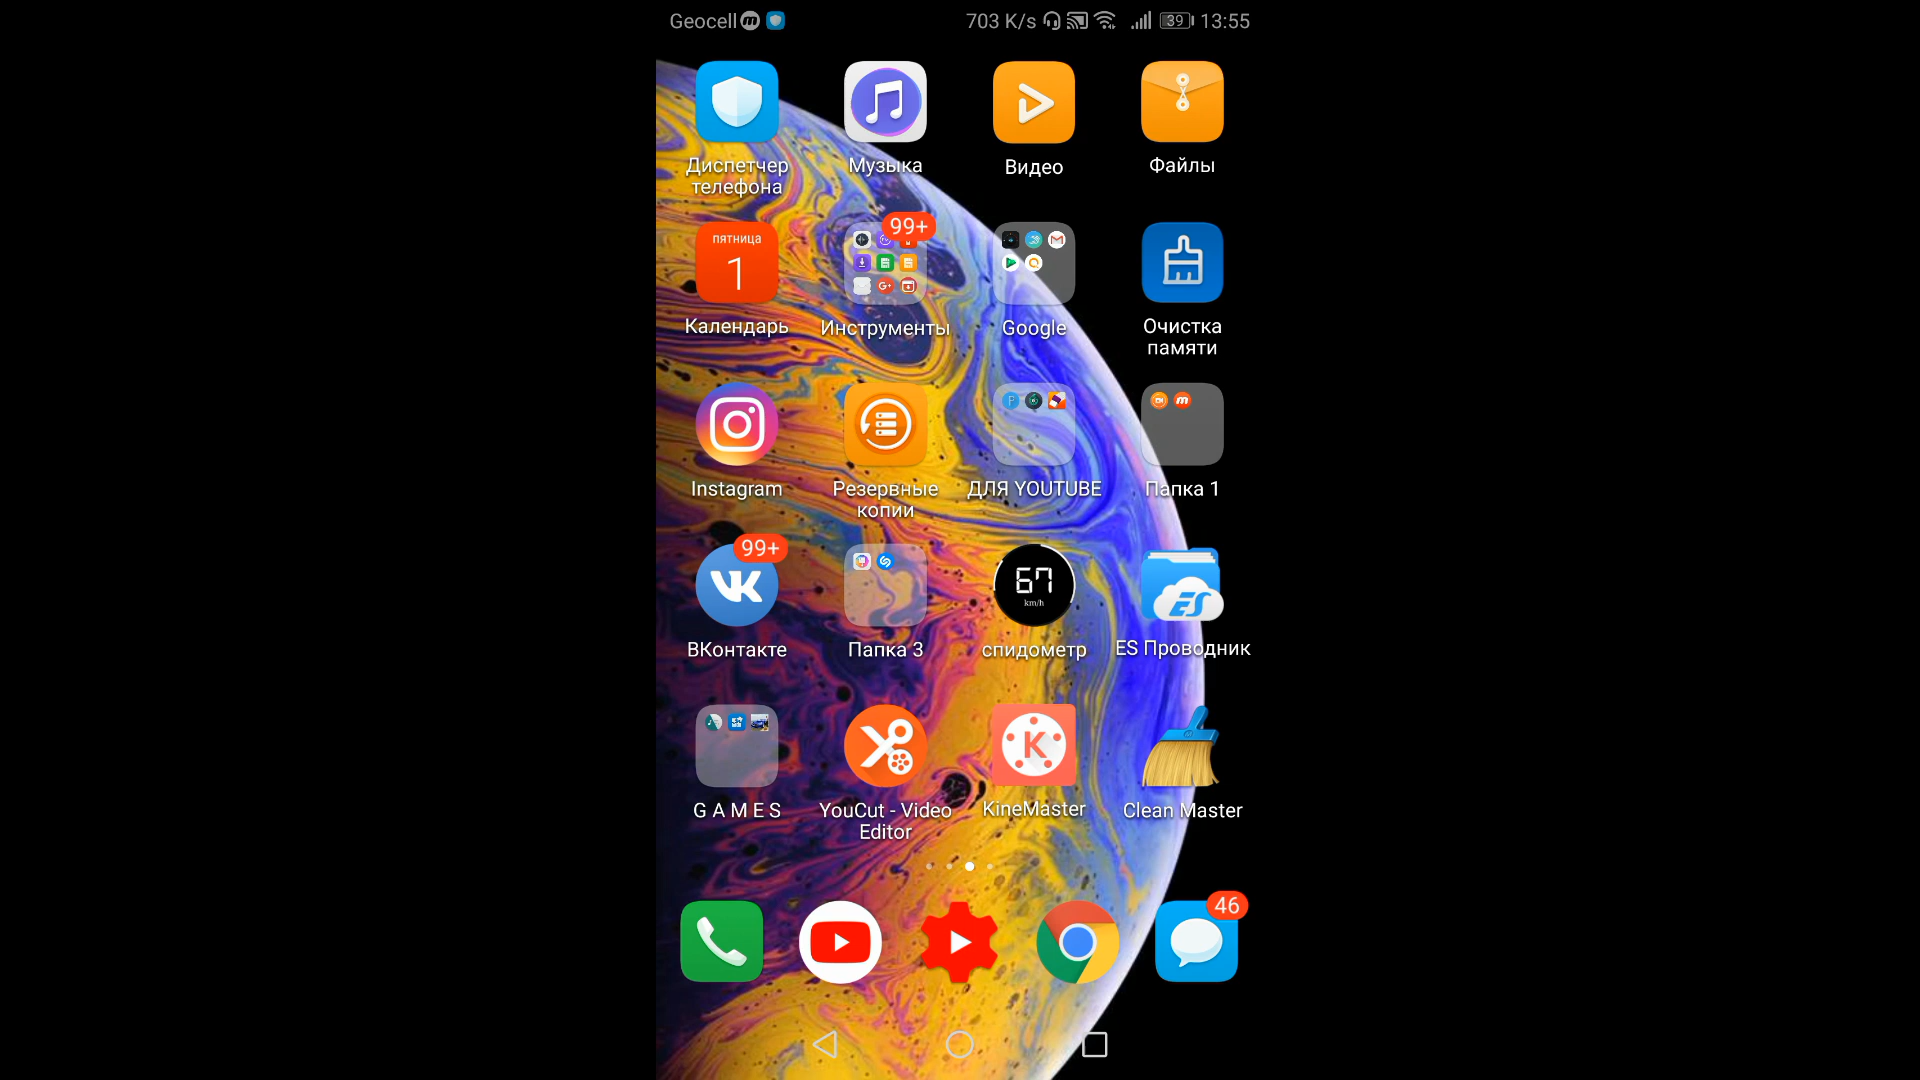 Geocell 703 K/s 39 13:55
Диспетчер
телефона
Музыка
Видео
Файлы
пятница
1
Календарь
99+
Инструменты
Google
Очистка
памяти
Instagram
Резервные
копии
ДЛЯ YOUTUBE
Папка 1
99+
ВКонтакте
Папка 3
67
km/h
спидометр
ES
ES Проводник
G A M E S
YouCut - Video
Editor
K
KineMaster
Clean Master
46